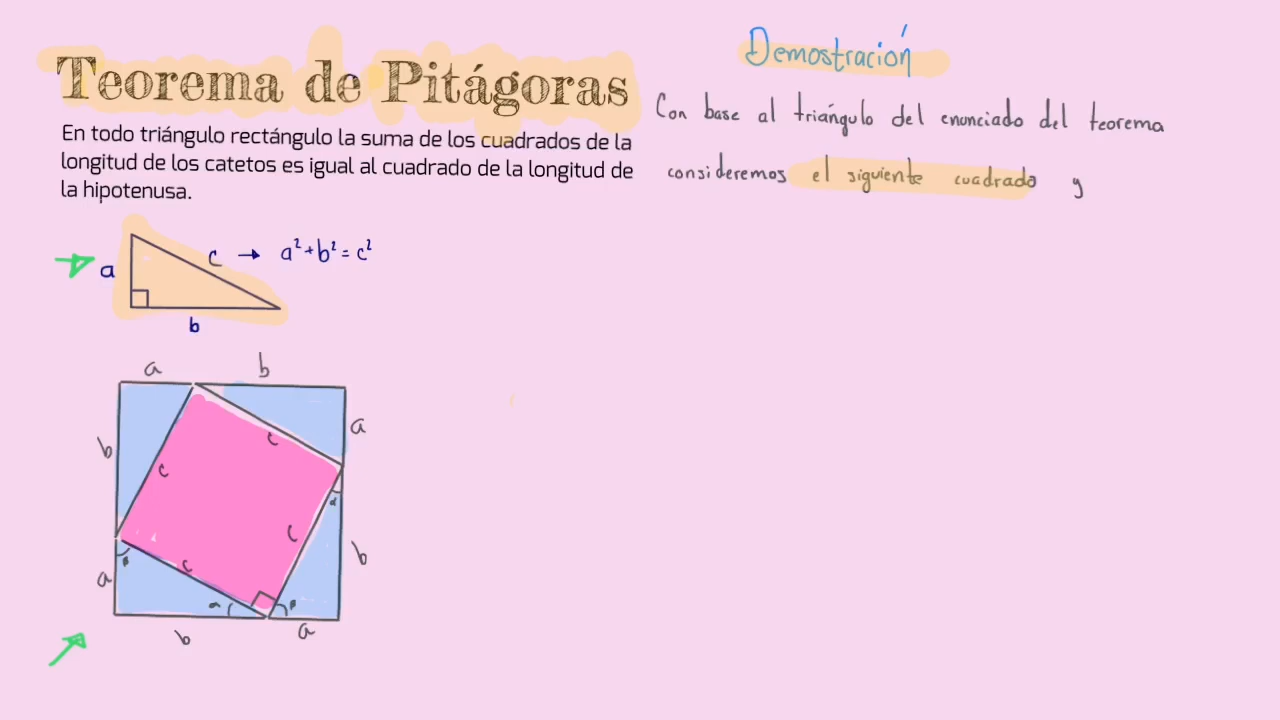 Teorema de Pitágoras
En todo triángulo rectángulo la suma de los cuadrados de la
longitud de los catetos es igual al cuadrado de la longitud de
la hipotenusa.
a
c → a²+b²=c²
b
Demostración
Con base al triángulo del enunciado del teorema
consideremos el siguiente cuadrado y
a b
a
c
b
c
c
b
c
a
α
β
α β
b a